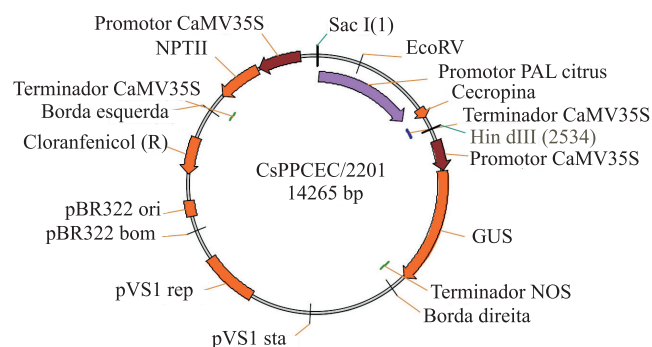 Promotor CaMV35S
Sac I(1)
NPTII
EcoRV
Promotor PAL citrus
Cecropina
Terminador CaMV35S
Terminador CaMV35S
Borda esquerda
Hin dIII (2534)
Cloranfenicol (R)
Promotor CaMV35S
CsPPCEC/2201
14265 bp
pBR322 ori
pBR322 bom
GUS
pVS1 rep
Terminador NOS
Borda direita
pVS1 sta